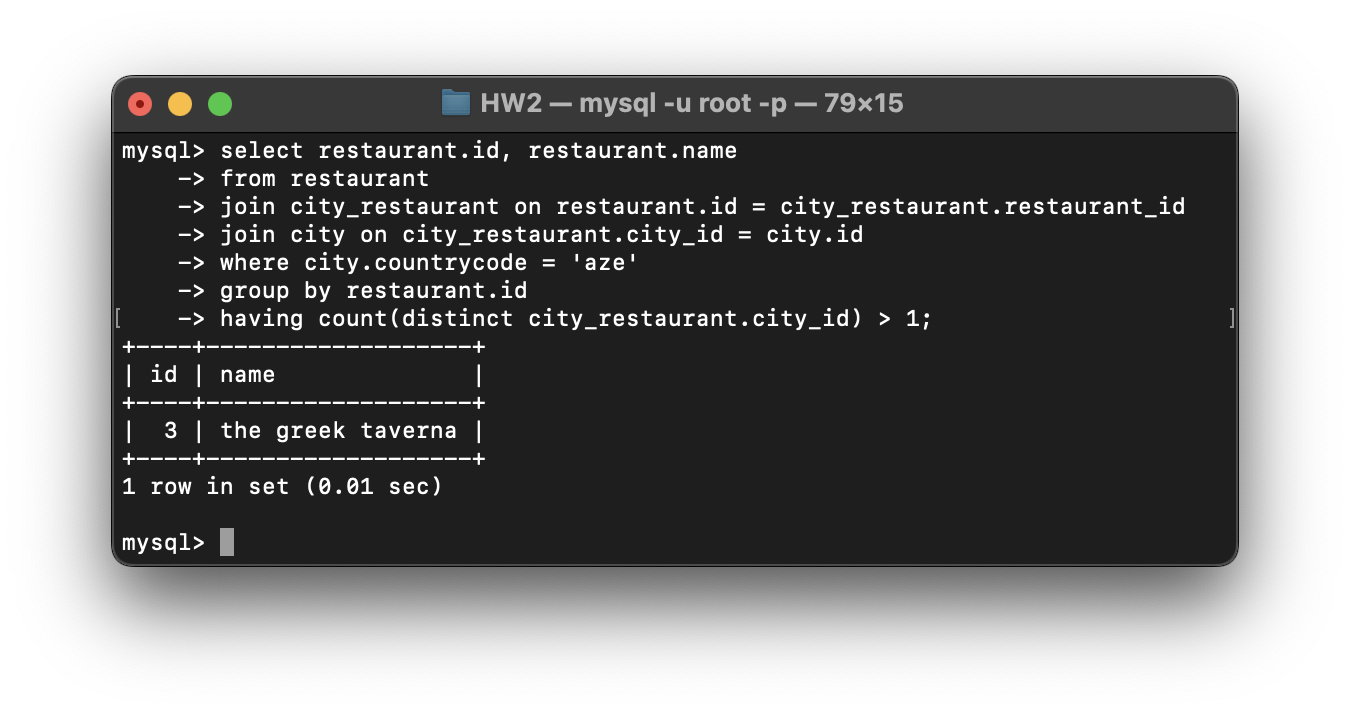 HW2 — mysql -u root -p — 79×15
mysql> select restaurant.id, restaurant.name
    -> from restaurant
    -> join city_restaurant on restaurant.id = city_restaurant.restaurant_id
    -> join city on city_restaurant.city_id = city.id
    -> where city.countrycode = 'aze'
    -> group by restaurant.id
[    -> having count(distinct city_restaurant.city_id) > 1;                     ]
+----+-------------------+
| id | name              |
+----+-------------------+
|  3 | the greek taverna |
+----+-------------------+
1 row in set (0.01 sec)
mysql>